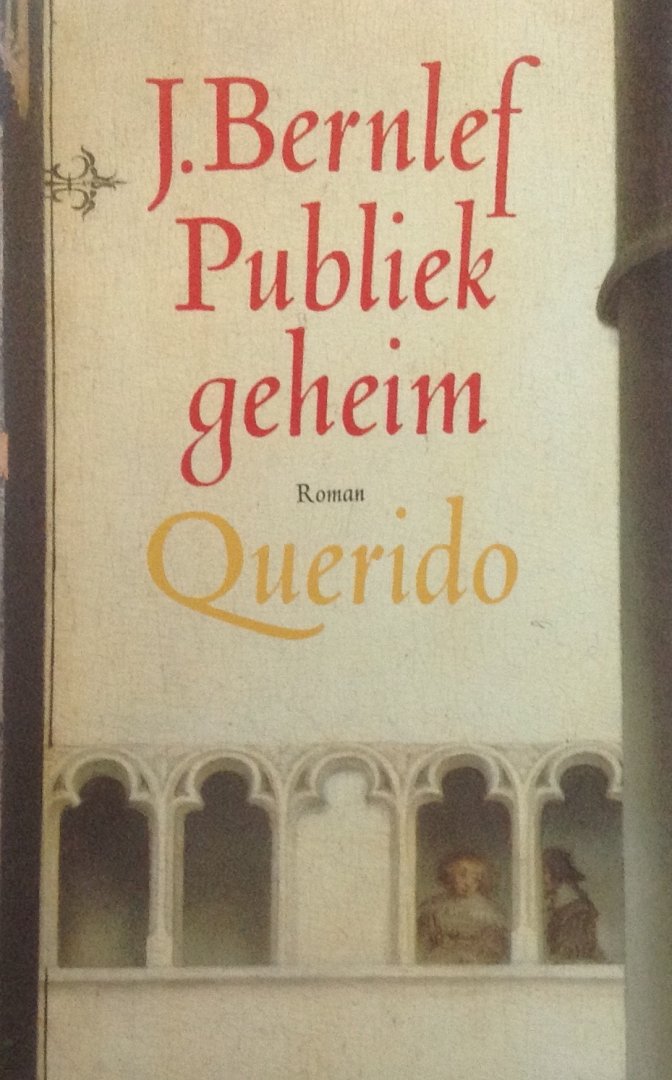 J. Bernlef
Publiek
geheim
Roman
Querido